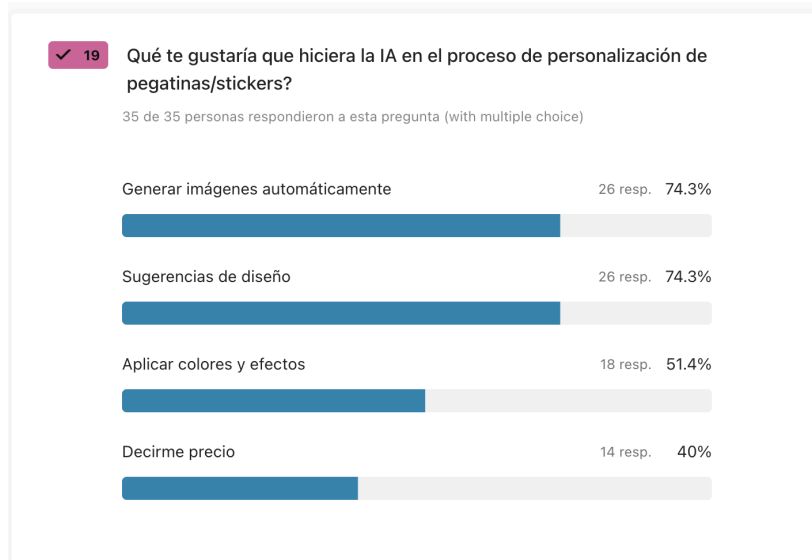 19
Qué te gustaría que hiciera la IA en el proceso de personalización de
pegatinas/stickers?
35 de 35 personas respondieron a esta pregunta (with multiple choice)
Generar imágenes automáticamente 26 resp. 74.3%
Sugerencias de diseño 26 resp. 74.3%
Aplicar colores y efectos 18 resp. 51.4%
Decirme precio 14 resp. 40%